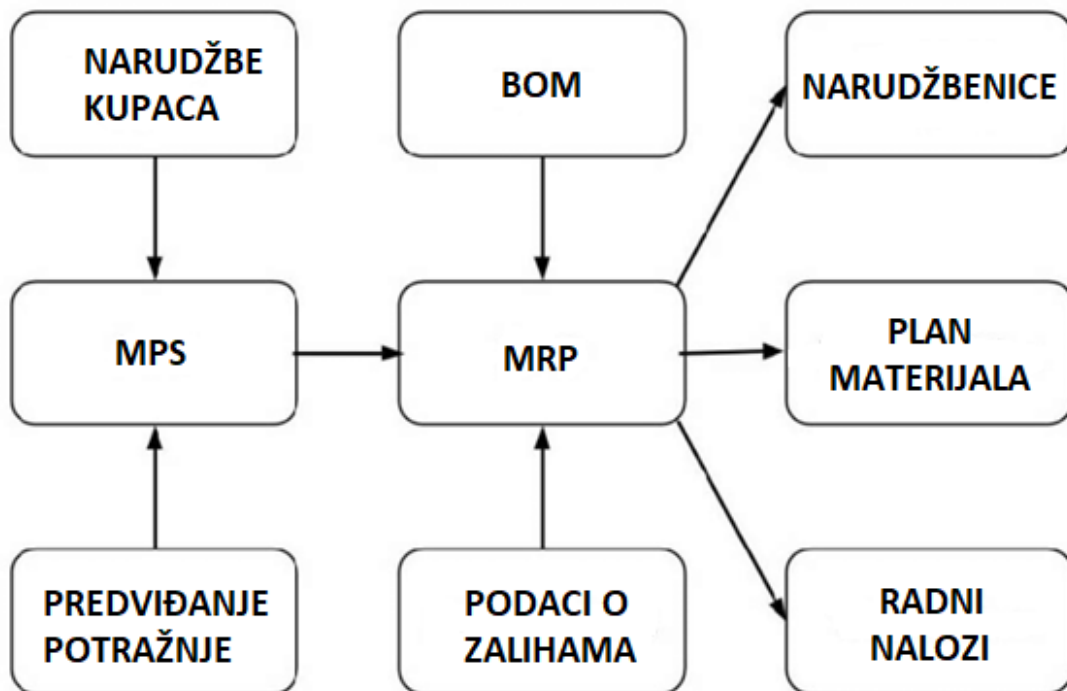 NARUDŽBE
KUPACA
BOM
NARUDŽBENICE
MPS
MRP
PLAN
MATERIJALA
PREDVIĐANJE
POTRAŽNJE
PODACI O
ZALIHAMA
RADNI
NALOZI